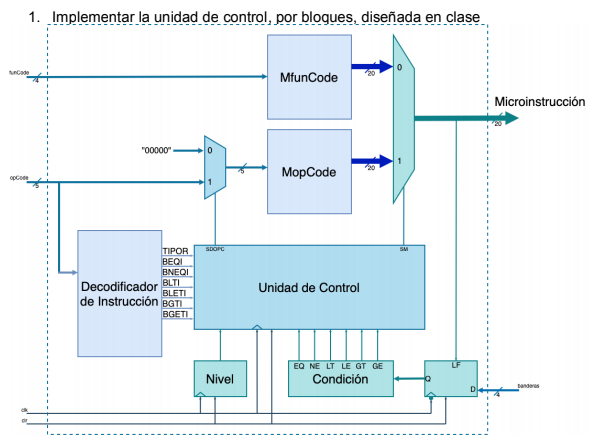 1. Implementar la unidad de control, por bloques, diseñada en clase
funCode
4
MfunCode
20
0
Microinstrucción
20
"00000"
0
opCode
5
1
5
MopCode
20
1
SDOPC
SM
Decodificador
de Instrucción
TIPOR
BEQI
BNEQI
BLTI
BLETI
BGTI
BGETI
Unidad de Control
Nivel
EQ NE LT LE GT GE
Condición
LF
Q
D
banderas
4
clk
clr